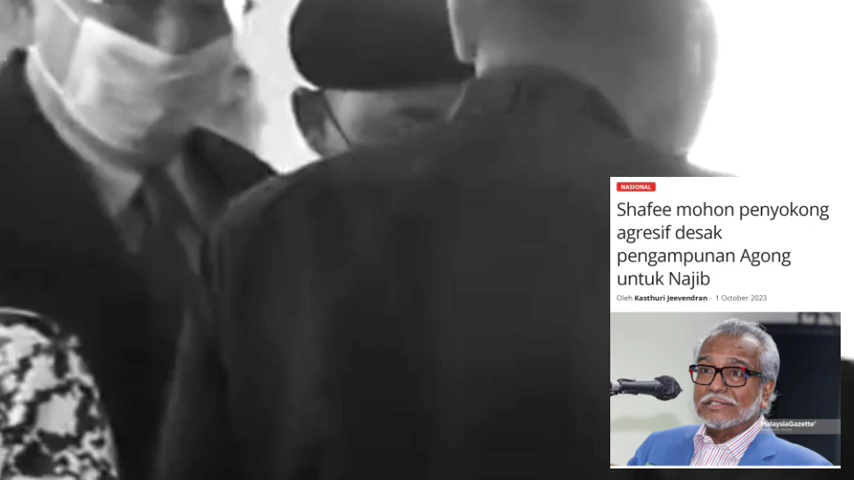 NASIONAL
Shafee mohon penyokong
agresif desak
pengampunan Agong
untuk Najib
Oleh Kasthuri Jeevendran - 1 October 2023
MalaysiaGazette